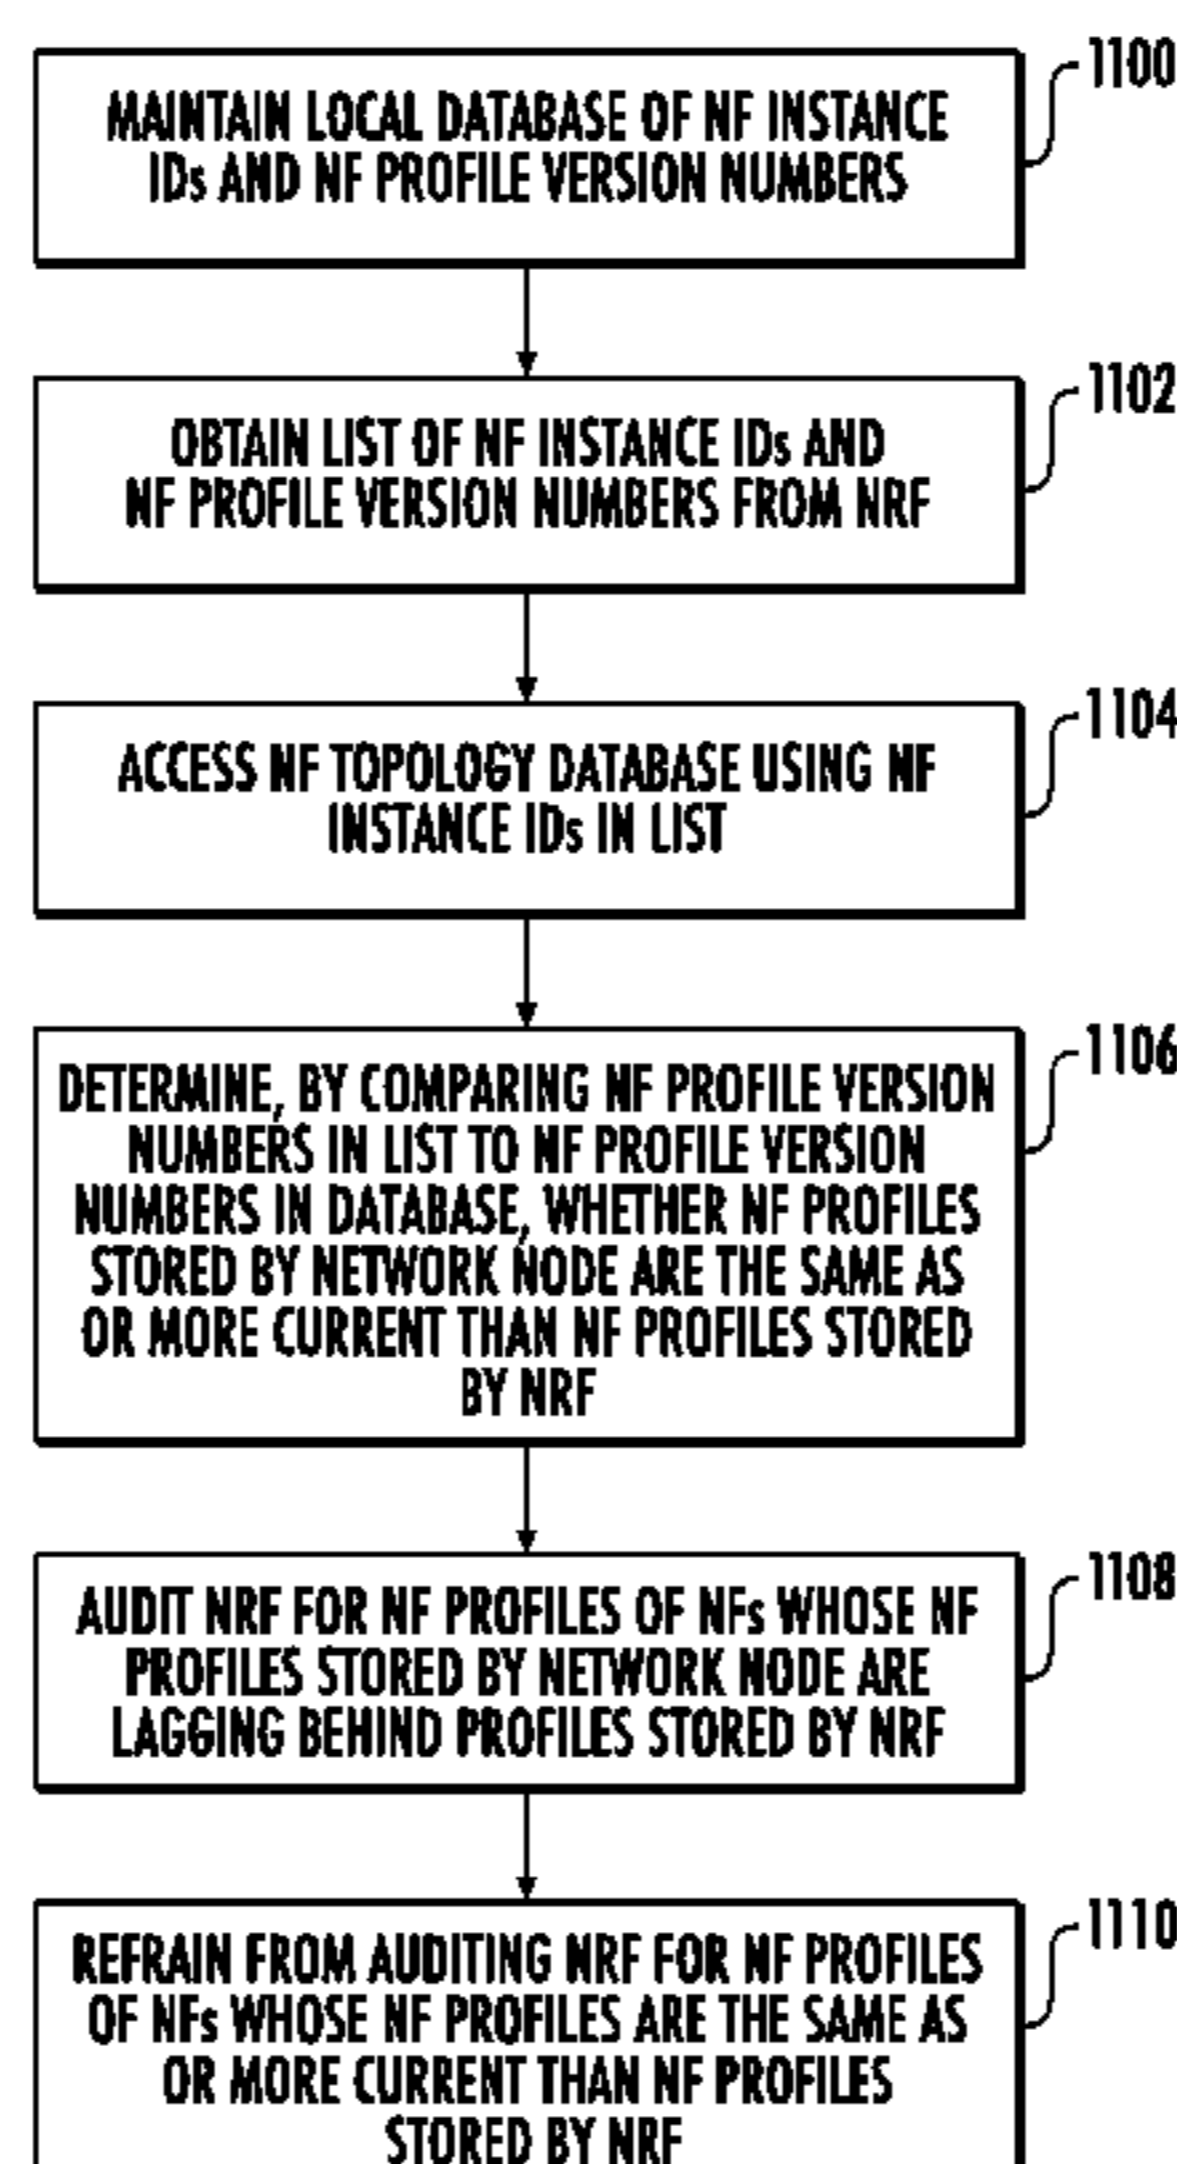 1100
MAINTAIN LOCAL DATABASE OF NF INSTANCE
IDs AND NF PROFILE VERSION NUMBERS
1102
OBTAIN LIST OF NF INSTANCE IDs AND
NF PROFILE VERSION NUMBERS FROM NRF
1104
ACCESS NF TOPOLOGY DATABASE USING NF
INSTANCE IDs IN LIST
1106
DETERMINE, BY COMPARING NF PROFILE VERSION
NUMBERS IN LIST TO NF PROFILE VERSION
NUMBERS IN DATABASE, WHETHER NF PROFILES
STORED BY NETWORK NODE ARE THE SAME AS
OR MORE CURRENT THAN NF PROFILES STORED
BY NRF
1108
AUDIT NRF FOR NF PROFILES OF NFs WHOSE NF
PROFILES STORED BY NETWORK NODE ARE
LAGGING BEHIND PROFILES STORED BY NRF
1110
REFRAIN FROM AUDITING NRF FOR NF PROFILES
OF NFs WHOSE NF PROFILES ARE THE SAME AS
OR MORE CURRENT THAN NF PROFILES
STORED BY NRF